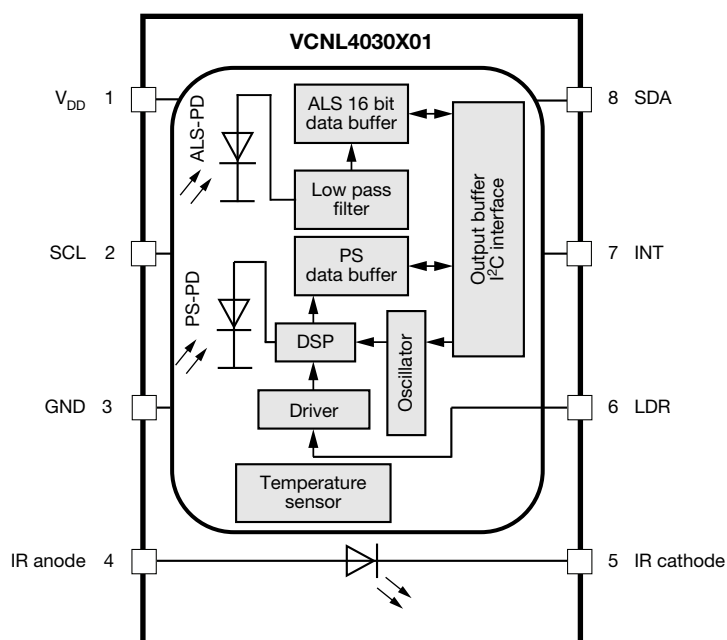 VCNL4030X01
V_DD 1
8 SDA
ALS-PD
ALS 16 bit
data buffer
Low pass
filter
Output buffer
I²C interface
SCL 2
7 INT
PS-PD
PS
data buffer
DSP
Oscillator
GND 3
Driver
6 LDR
Temperature
sensor
IR anode 4
5 IR cathode